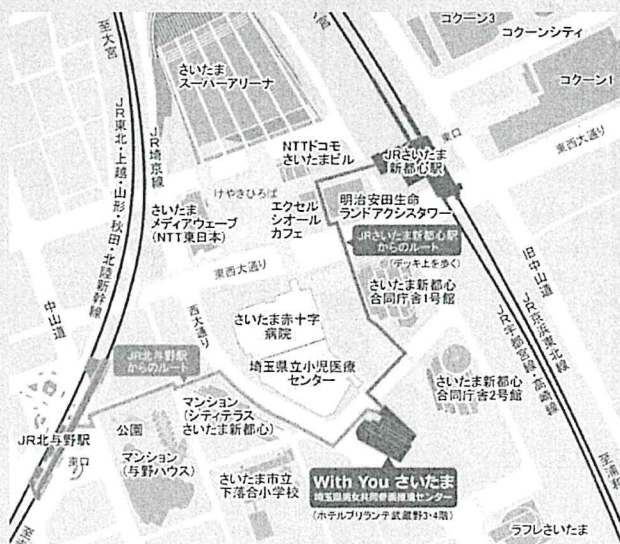 至大宮
宮
コクーン3
コクーンシティ
コクーン1
さいたま
スーパーアリーナ
JR東北・上越・山形・秋田・北陸新幹線
JR埼京線
NTTドコモ
さいたまビル
東口
JRさいたま
新都心駅
東西大通り
けやきひろば
さいたま
メディアウェーブ
(NTT東日本)
エクセル
シオール
カフェ
明治安田生命
ランドアクシスタワー
JRさいたま新都心駅
からのルート
(デッキ上を歩く)
東西大通り
さいたま新都心
合同庁舎1号館
旧中山道
JR京浜東北線
JR宇都宮線・高崎線
中山道
西大通り
さいたま赤十字
病院
埼玉県立小児医療
センター
JR北与野駅
からのルート
さいたま新都心
合同庁舎2号館
マンション
(シティテラス
さいたま新都心)
公園
JR北与野駅
東口
マンション
(与野ハウス)
さいたま市立
下落合小学校
With You さいたま
埼玉県男女共同参画推進センター
(ホテルブリランテ武蔵野3・4階)
至浦和
ラフレさいたま